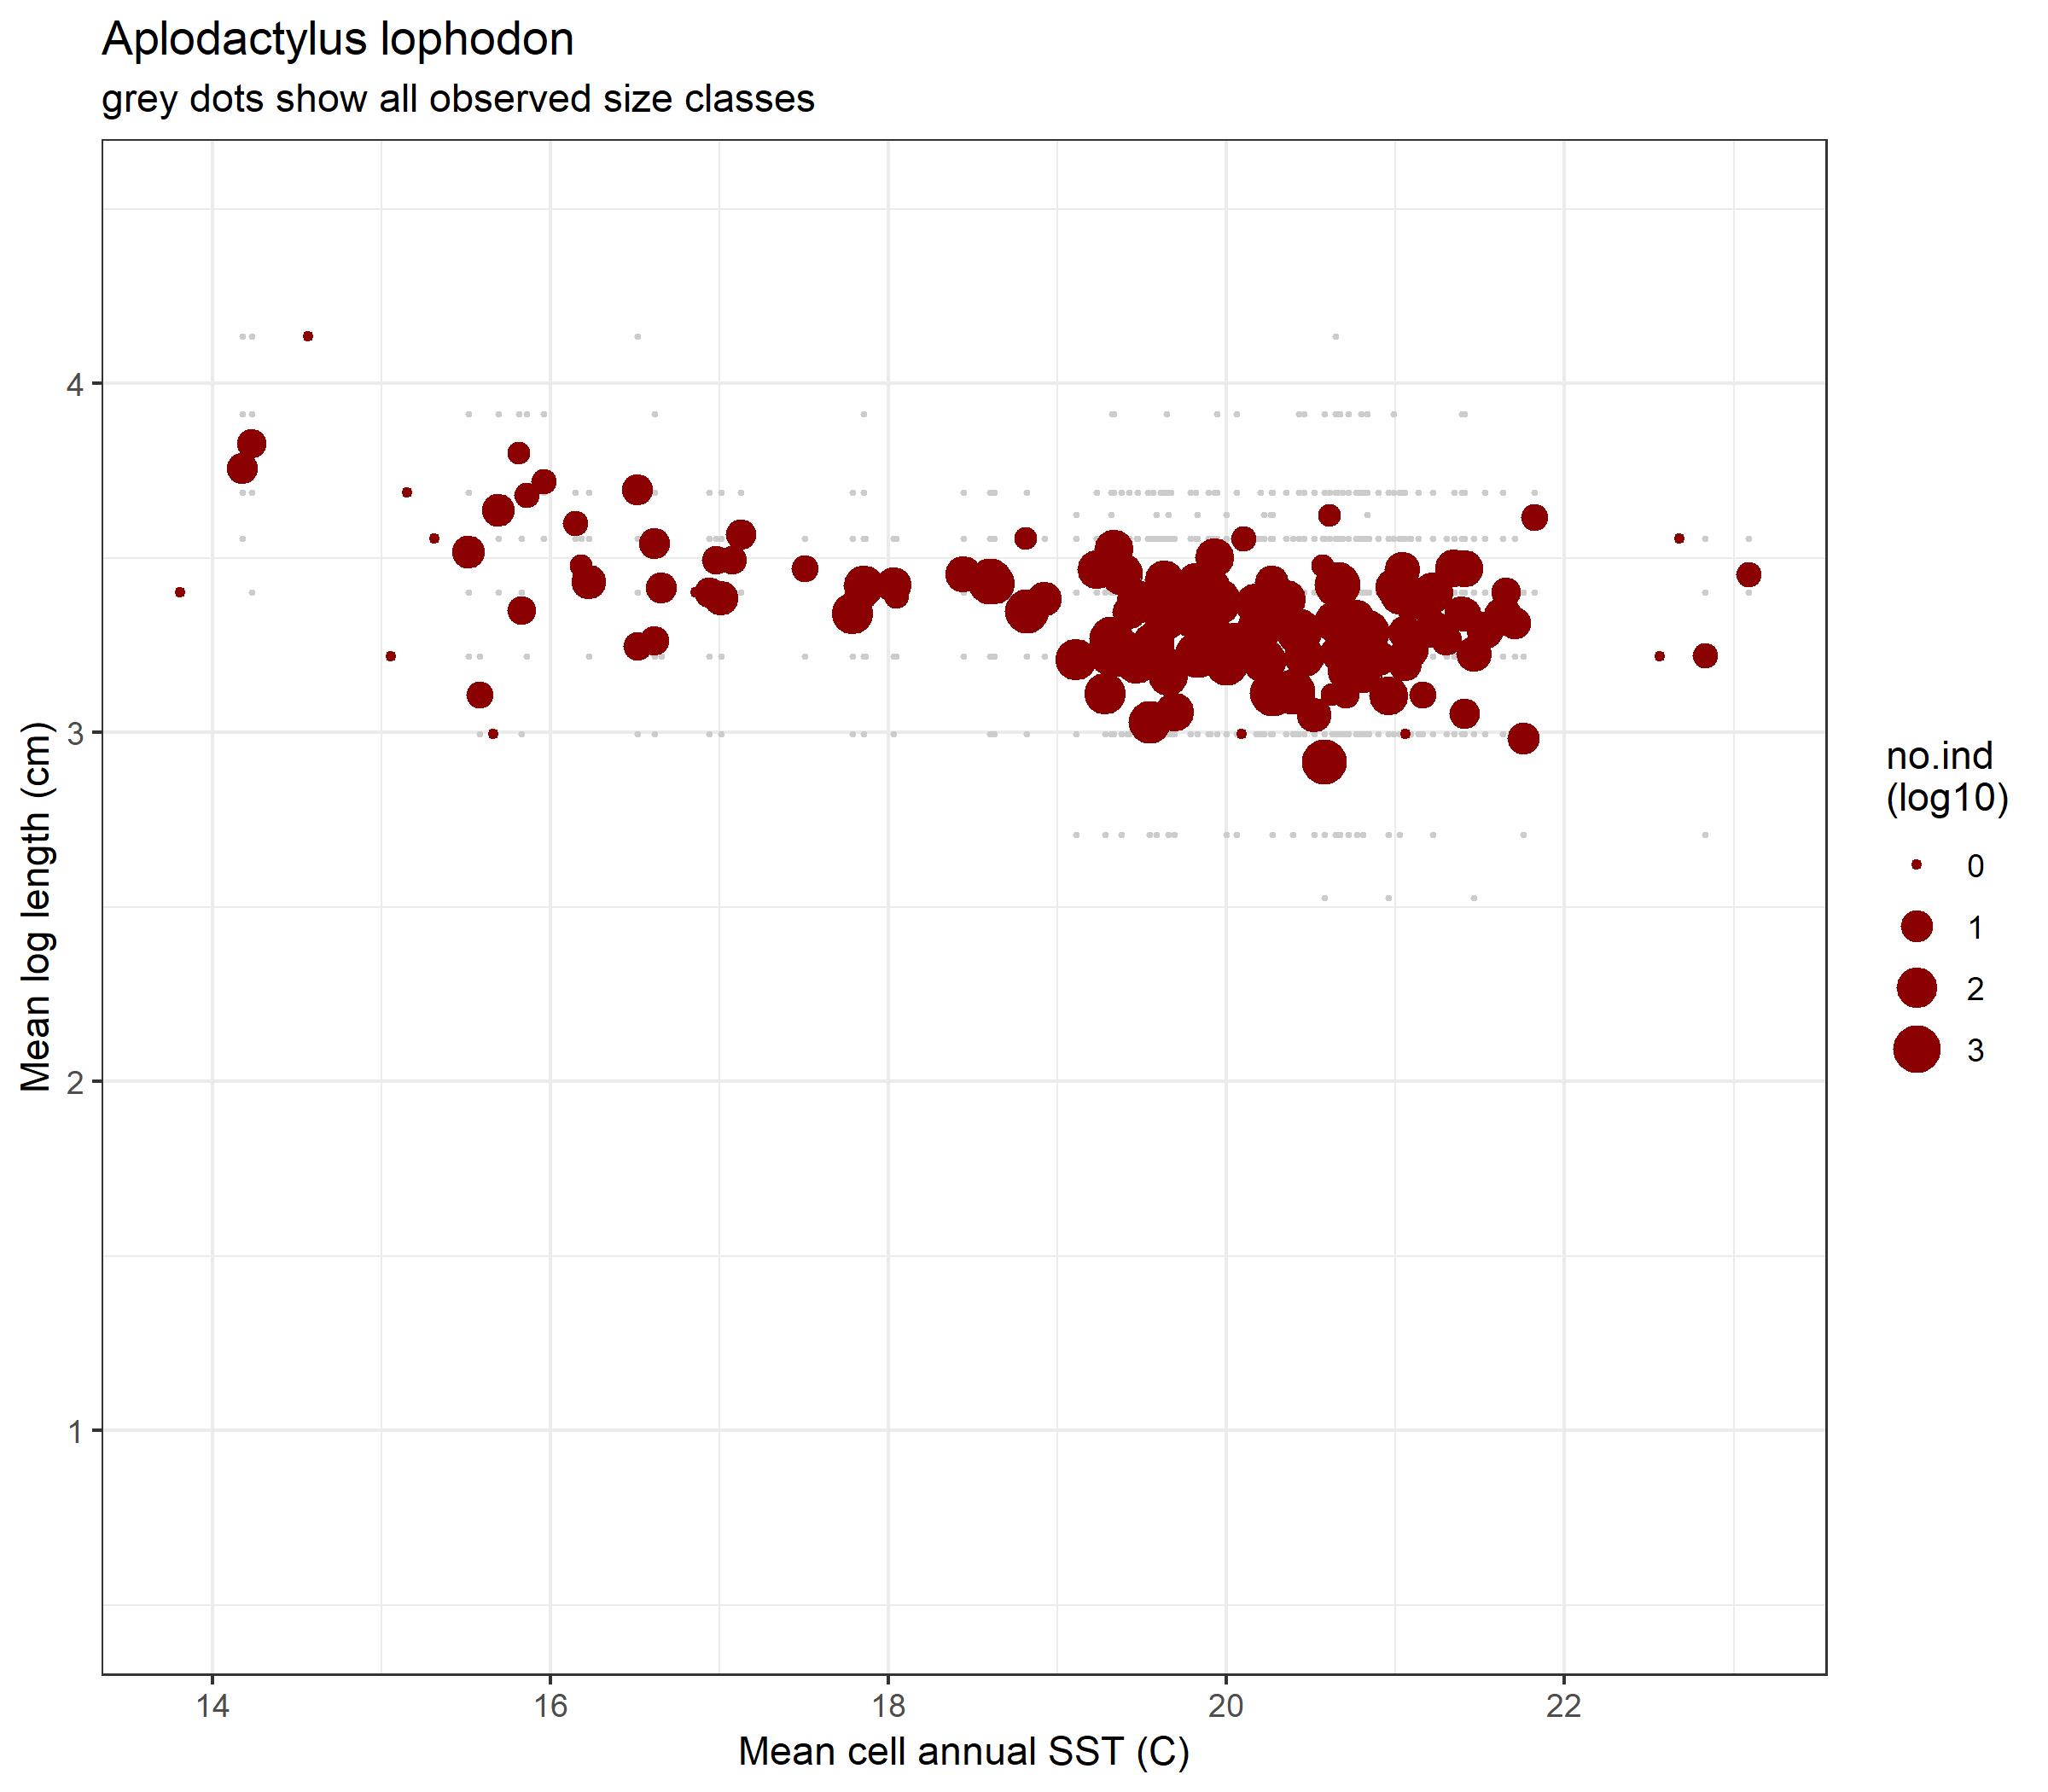 Aplodactylus lophodon
grey dots show all observed size classes
Mean log length (cm)
4
3
2
1
14
16
18
20
22
Mean cell annual SST (C)
no.ind
(log10)
0
1
2
3